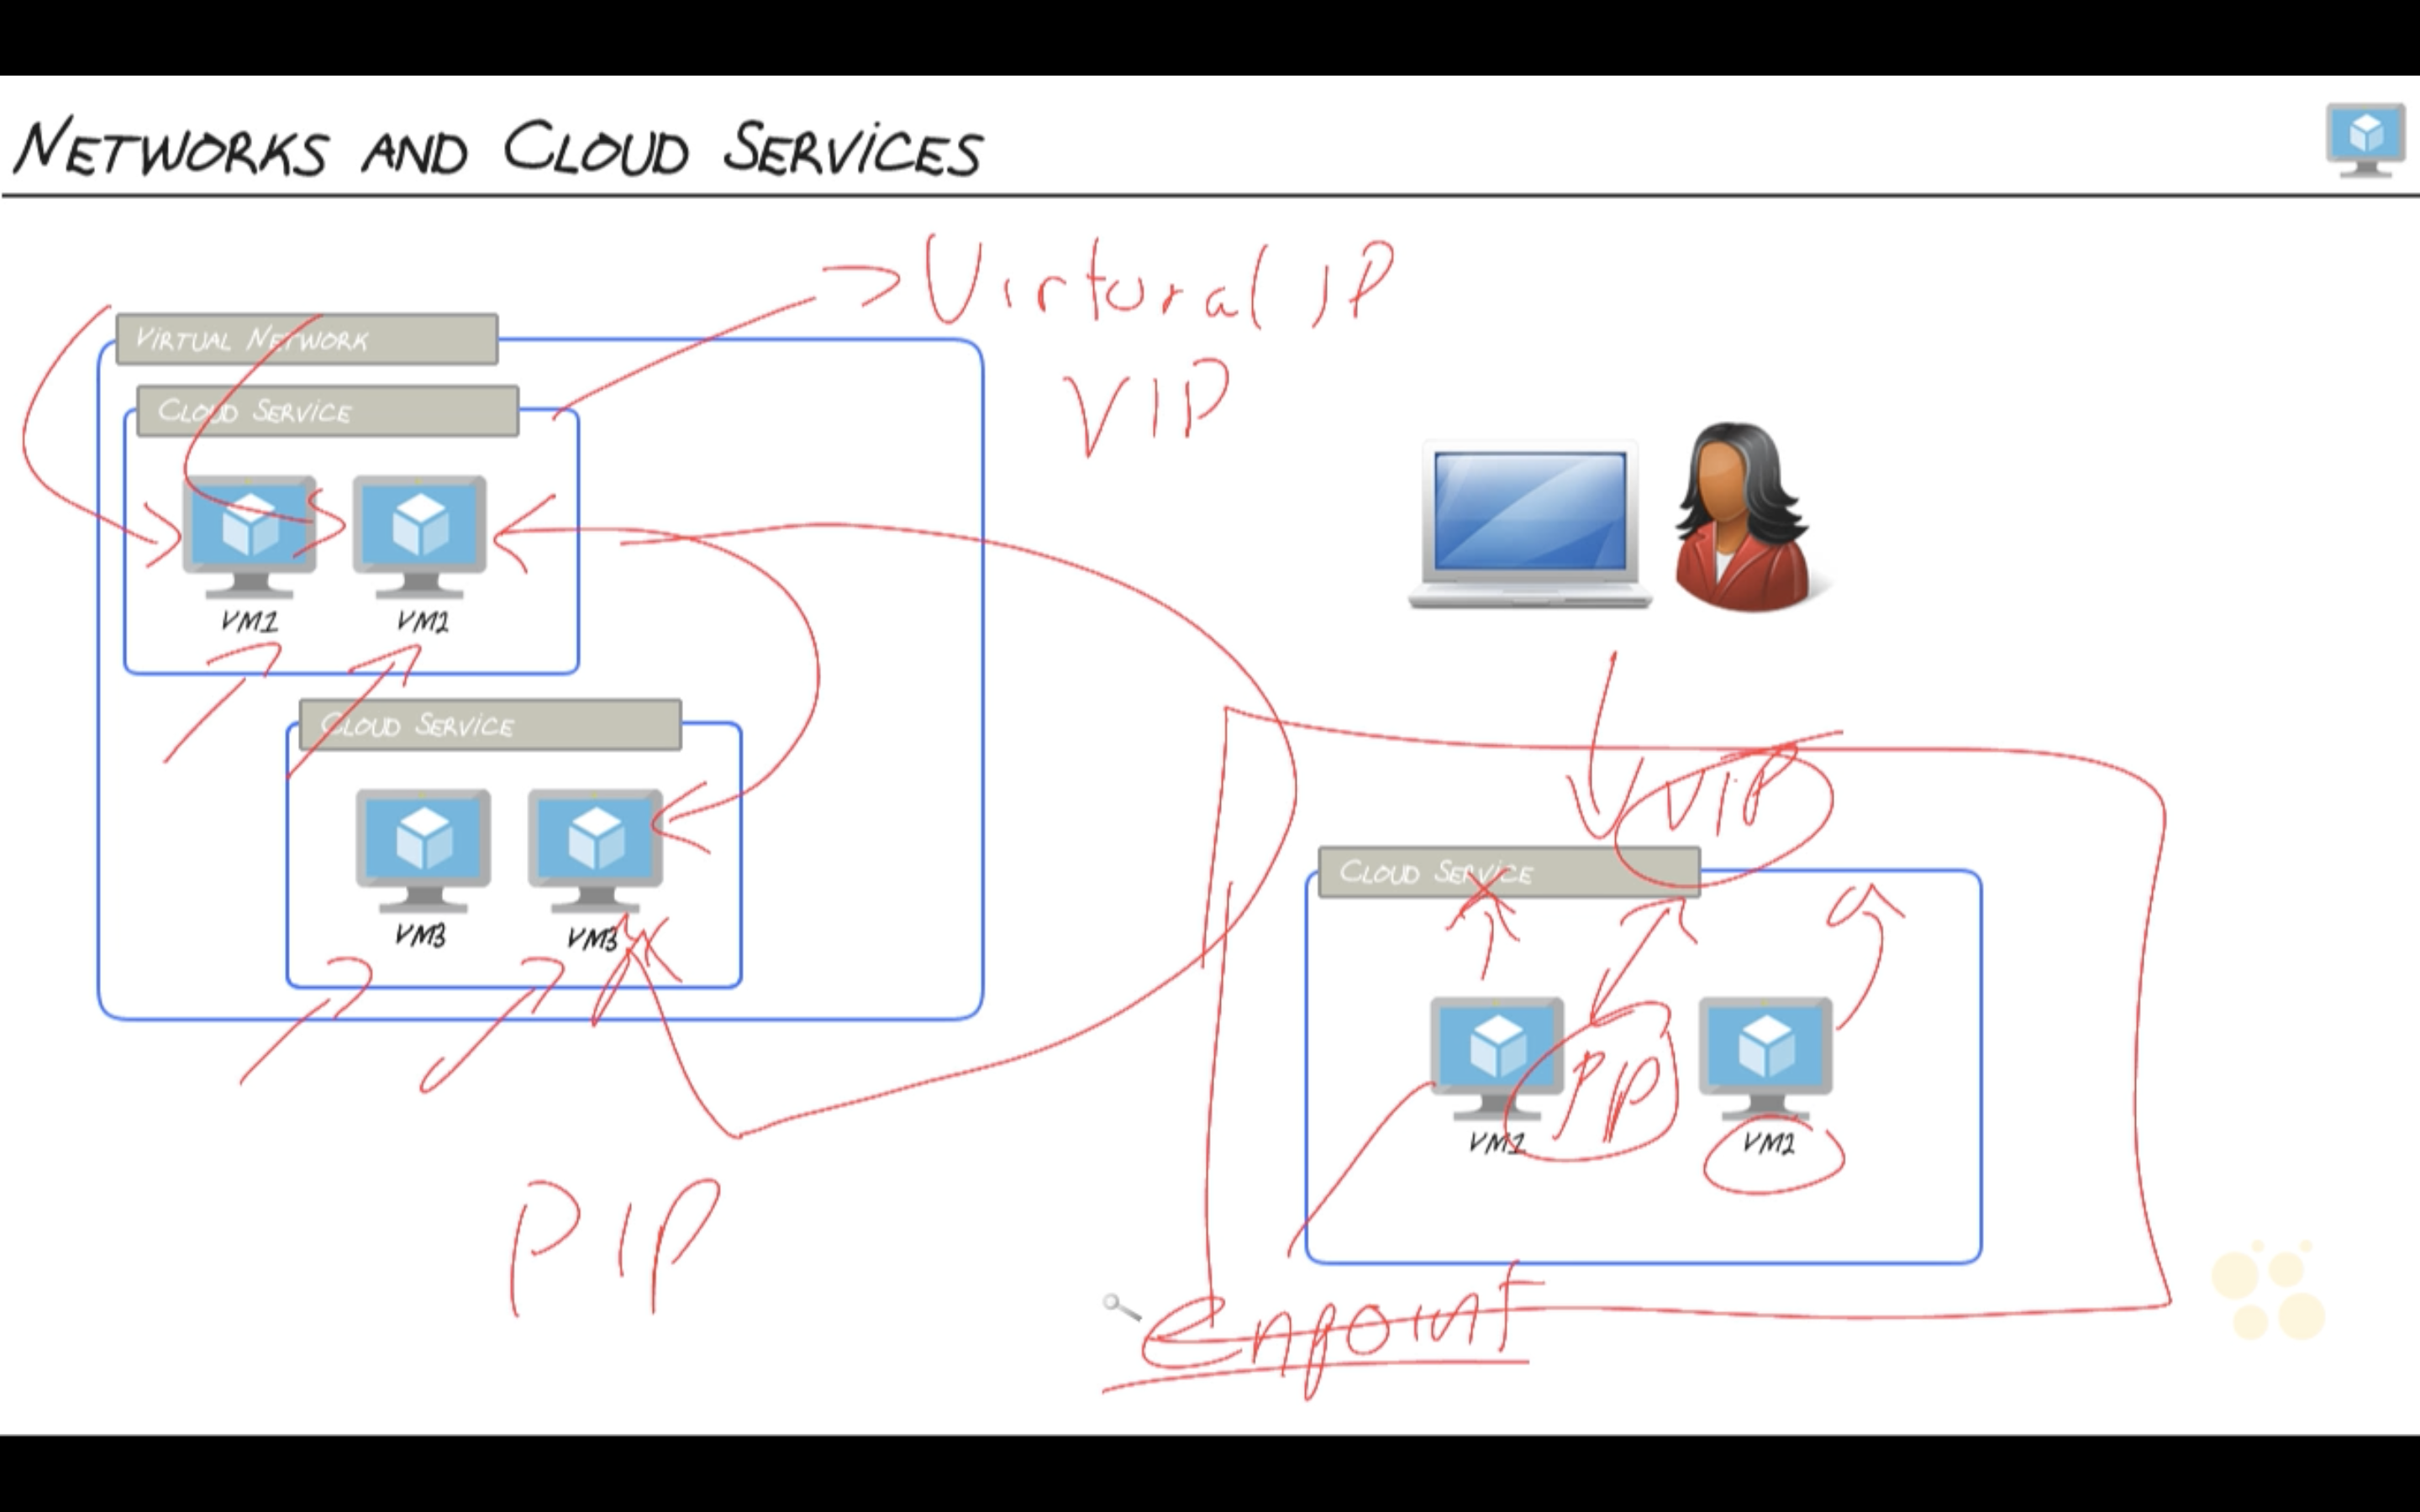 NETWORKS AND CLOUD SERVICES
Virtural IP
VIP
VIRTUAL NETWORK
CLOUD SERVICE
VM1
VM2
CLOUD SERVICE
VM3
VM3
PIP
VIP
CLOUD SERVICE
PIP
VM1
VM2
Enpoint